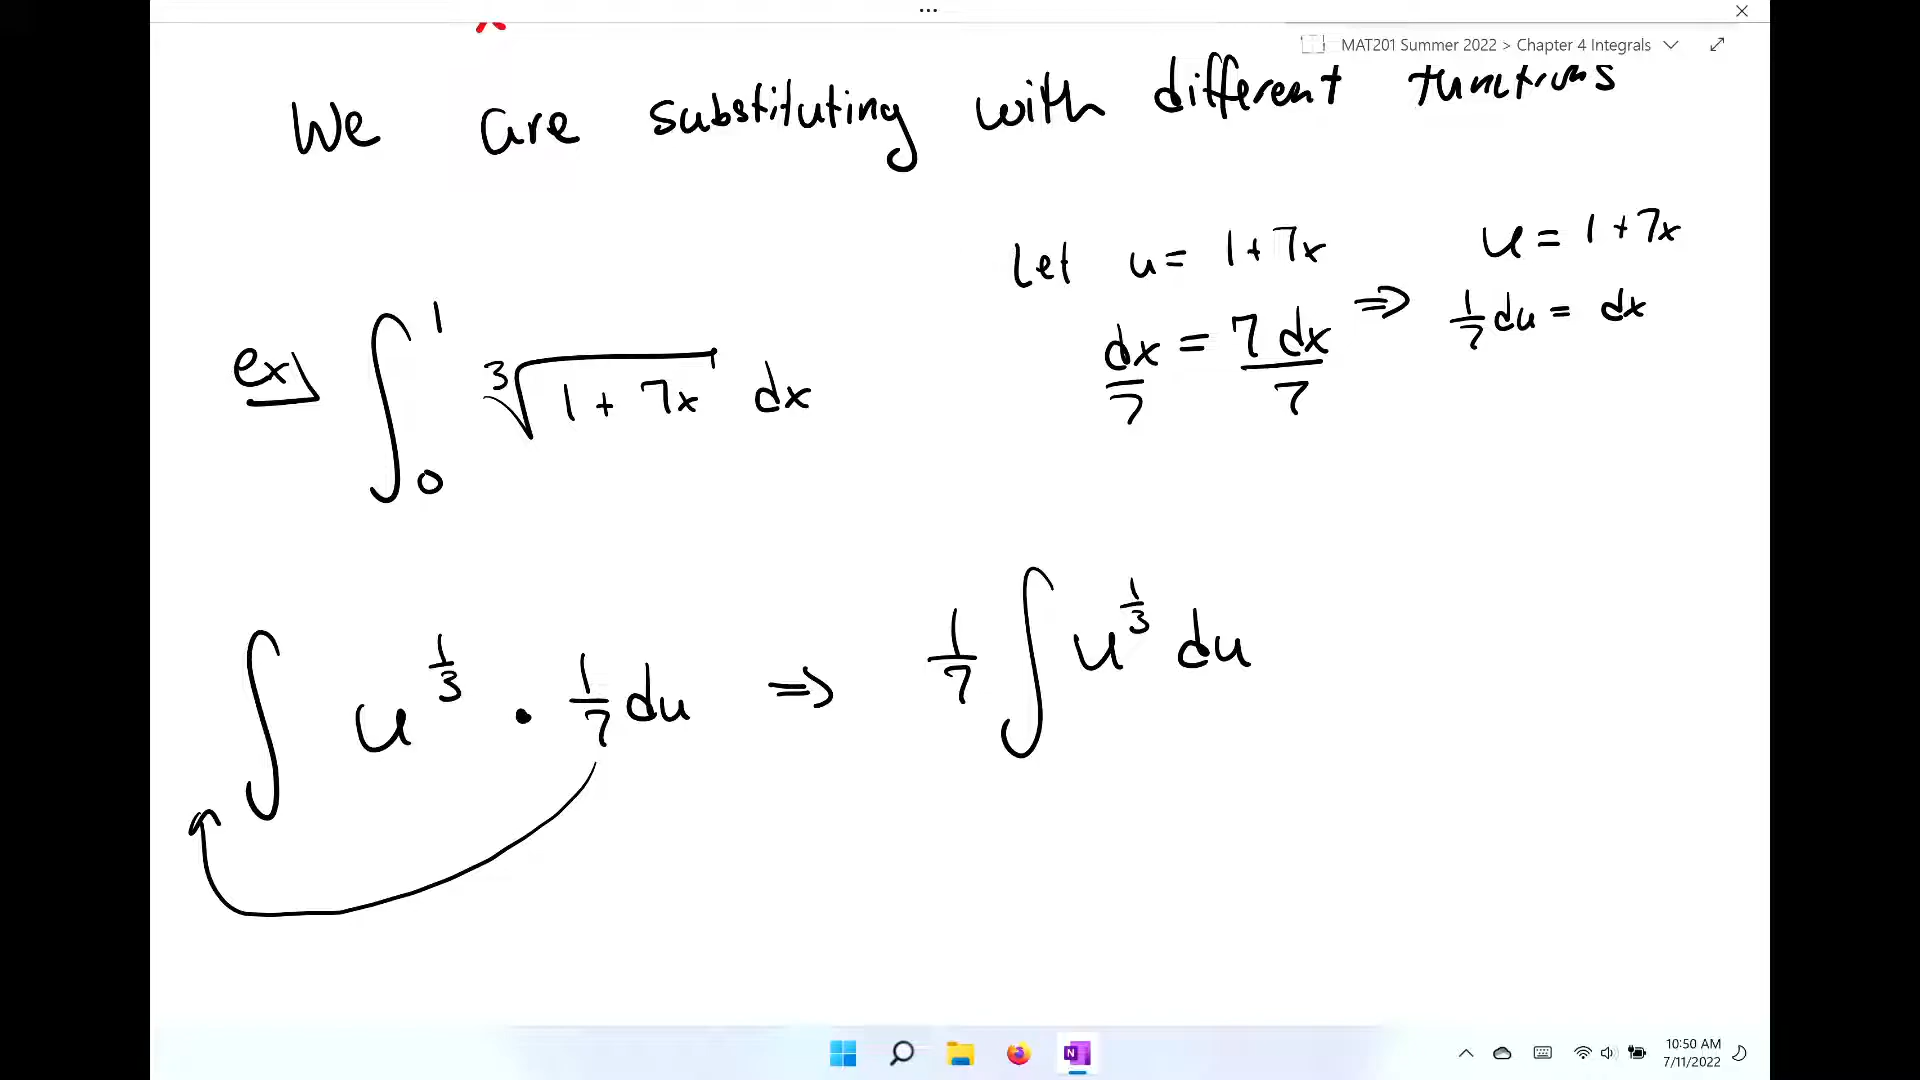 ...
MAT201 Summer 2022 > Chapter 4 Integrals
We are substituting with different functions
Let u = 1 + 7x
u = 1 + 7x
dx/7 = 7 dx/7 ⇒ 1/7 du = dx
ex) ∫₀¹ ∛(1 + 7x) dx
∫ u^(1/3) • 1/7 du ⇒ 1/7 ∫ u^(1/3) du
10:50 AM
7/11/2022